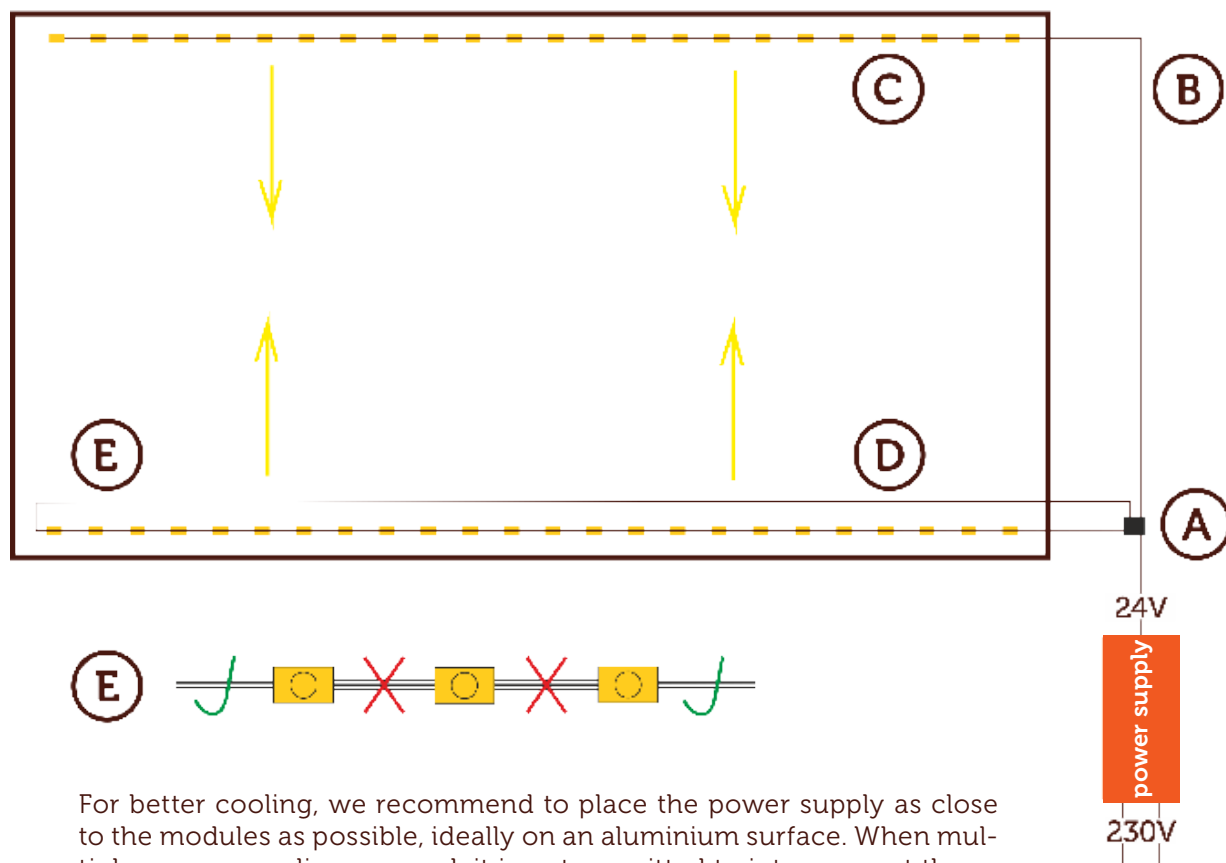 C
B
E
D
A
24V
power supply
E
230V
For better cooling, we recommend to place the power supply as close
to the modules as possible, ideally on an aluminium surface. When mul-